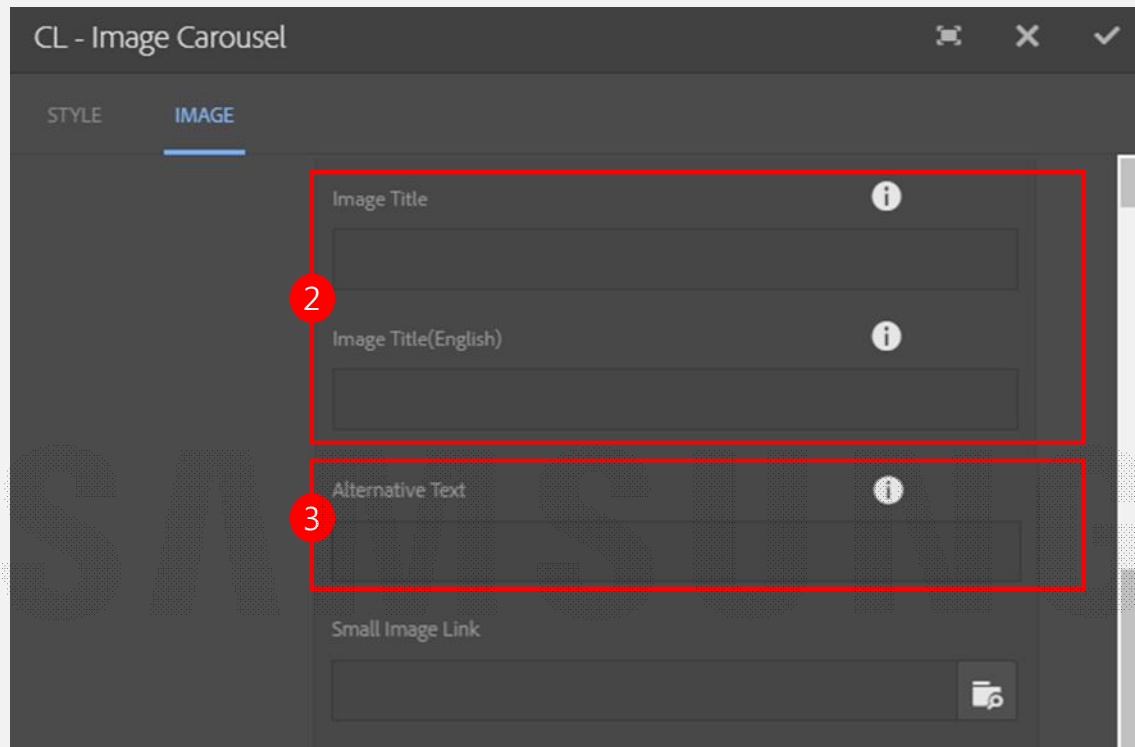 CL - Image Carousel
STYLE IMAGE
Image Title
2
Image Title(English)
Alternative Text
3
SAMSUNG
Small Image Link